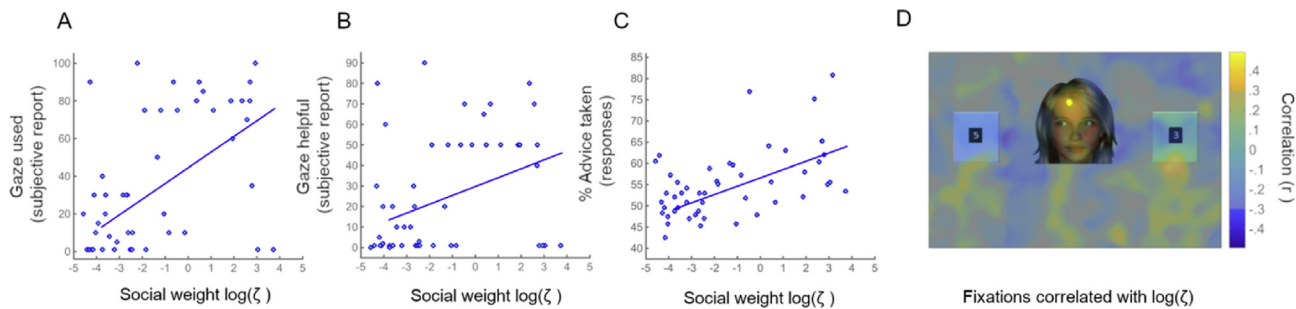 A
B
C
D
Gaze used
(subjective report)
100
80
60
40
20
0
-5 -4 -3 -2 -1 0 1 2 3 4 5
Social weight log(ζ )
Gaze helpful
(subjective report)
90
80
70
60
50
40
30
20
10
0
-5 -4 -3 -2 -1 0 1 2 3 4 5
Social weight log(ζ )
% Advice taken
(responses)
85
80
75
70
65
60
55
50
45
40
-5 -4 -3 -2 -1 0 1 2 3 4 5
Social weight log(ζ )
5
3
.4
.3
.2
.1
0
-.1
-.2
-.3
-.4
Correlation (r )
Fixations correlated with log(ζ)